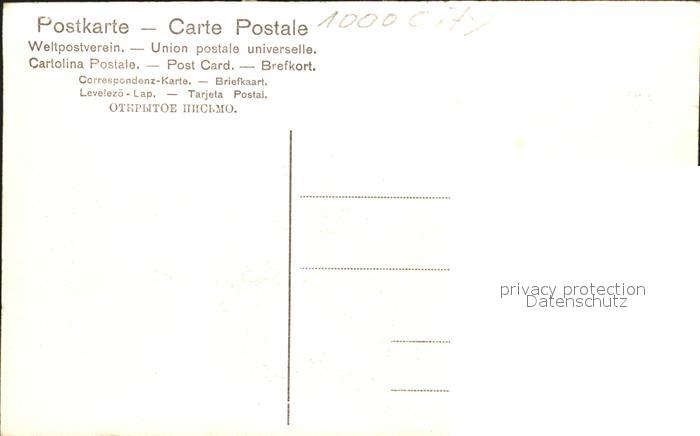 Postkarte — Carte Postale 1000 City
Weltpostverein. — Union postale universelle.
Cartolina Postale. — Post Card. — Brefkort.
Correspondenz-Karte. — Briefkaart.
Levelezö-Lap. — Tarjeta Postal.
ОТКРЫТОЕ ПИСЬМО.
privacy protection
Datenschutz